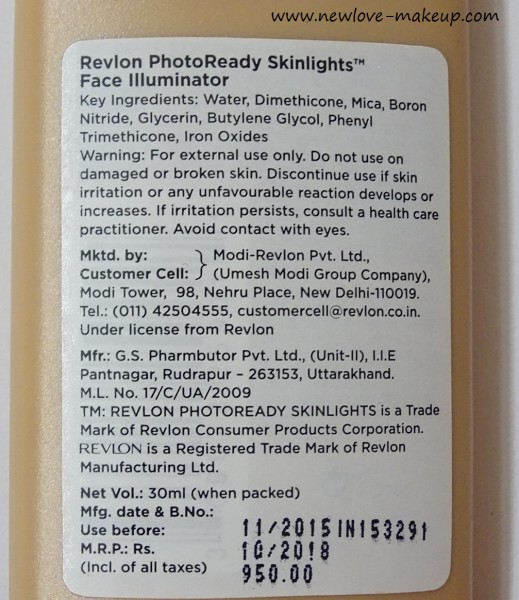 www.newlove-makeup.com
Revlon PhotoReady Skinlights™
Face Illuminator
Key Ingredients: Water, Dimethicone, Mica, Boron
Nitride, Glycerin, Butylene Glycol, Phenyl
Trimethicone, Iron Oxides
Warning: For external use only. Do not use on
damaged or broken skin. Discontinue use if skin
irritation or any unfavourable reaction develops or
increases. If irritation persists, consult a health care
practitioner. Avoid contact with eyes.
Mktd. by: } Modi-Revlon Pvt. Ltd.,
Customer Cell: (Umesh Modi Group Company),
Modi Tower, 98, Nehru Place, New Delhi-110019.
Tel.: (011) 42504555, customercell@revlon.co.in.
Under license from Revlon
Mfr.: G.S. Pharmbutor Pvt. Ltd., (Unit-II), I.I.E
Pantnagar, Rudrapur – 263153, Uttarakhand.
M.L. No. 17/C/UA/2009
TM: REVLON PHOTOREADY SKINLIGHTS is a Trade
Mark of Revlon Consumer Products Corporation.
REVLON is a Registered Trade Mark of Revlon
Manufacturing Ltd.
Net Vol.: 30ml (when packed)
Mfg. date & B.No.: 11/2015 IN153291
Use before: 10/2018
M.R.P.: Rs. 950.00
(Incl. of all taxes)